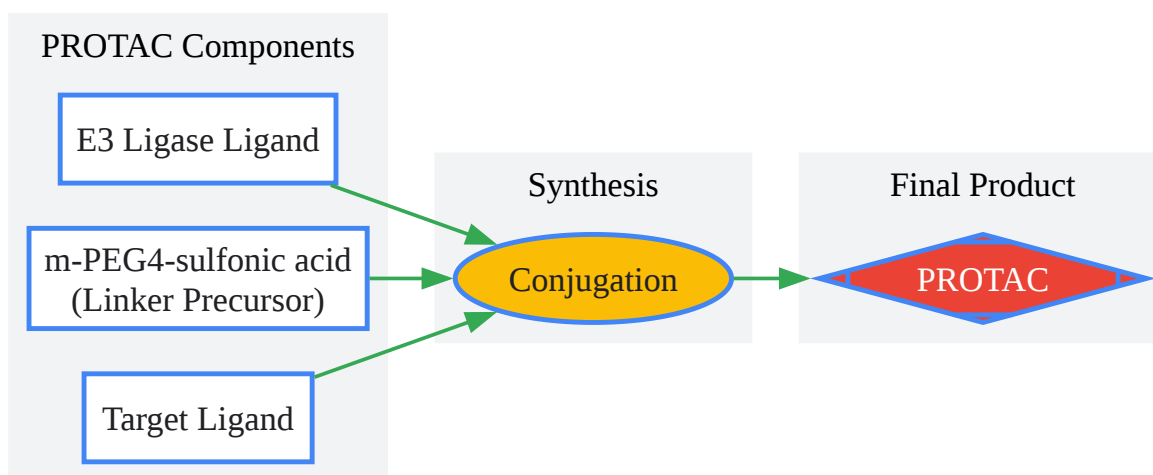 PROTAC Components
E3 Ligase Ligand
m-PEG4-sulfonic acid
(Linker Precursor)
Target Ligand
Synthesis
Conjugation
Final Product
PROTAC